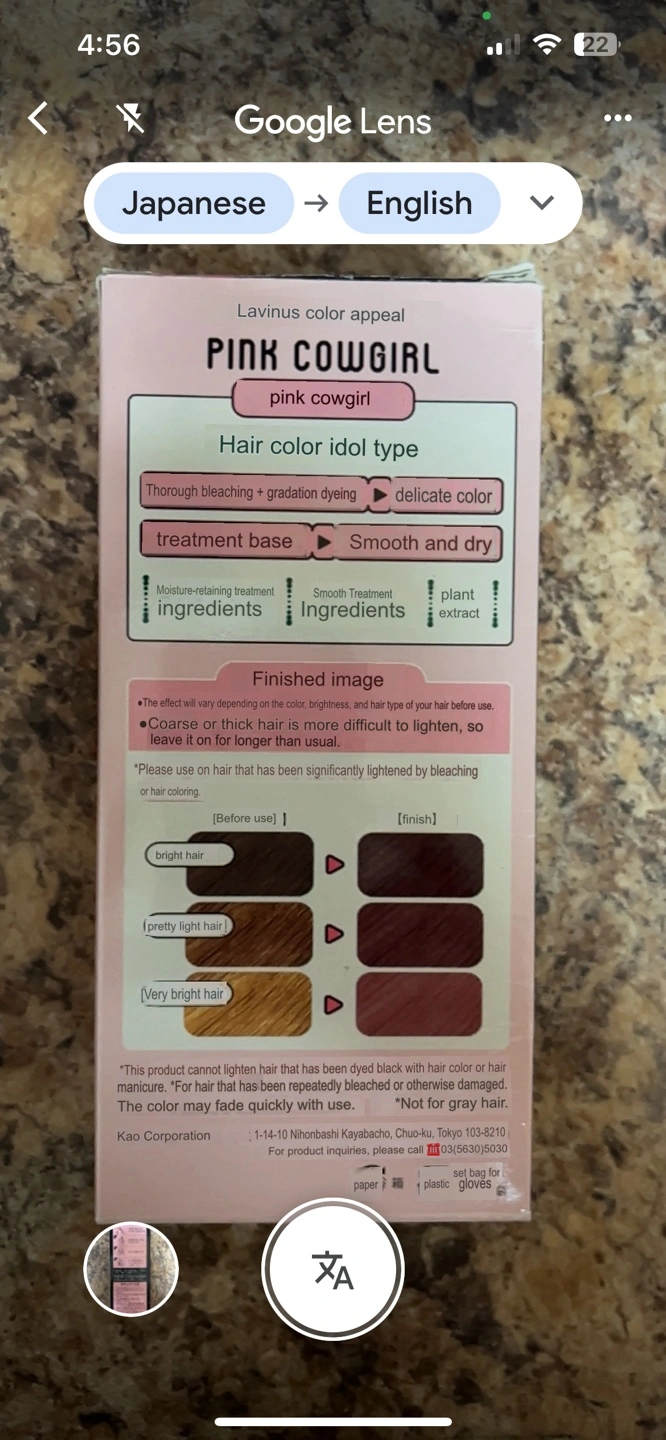 4:56
22
Google Lens
Japanese → English
Lavinus color appeal
PINK COWGIRL
pink cowgirl
Hair color idol type
Thorough bleaching + gradation dyeing ▶ delicate color
treatment base ▶ Smooth and dry
Moisture-retaining treatment ingredients
Smooth Treatment Ingredients
plant extract
Finished image
●The effect will vary depending on the color, brightness, and hair type of your hair before use.
●Coarse or thick hair is more difficult to lighten, so
leave it on for longer than usual.
*Please use on hair that has been significantly lightened by bleaching
or hair coloring.
[Before use] 】 【finish】
bright hair
pretty light hair
[Very bright hair
*This product cannot lighten hair that has been dyed black with hair color or hair
manicure. *For hair that has been repeatedly bleached or otherwise damaged.
The color may fade quickly with use. *Not for gray hair.
Kao Corporation 1-14-10 Nihonbashi Kayabacho, Chuo-ku, Tokyo 103-8210
For product inquiries, please call 03(5630)5030
paper 箱 plastic set bag for gloves